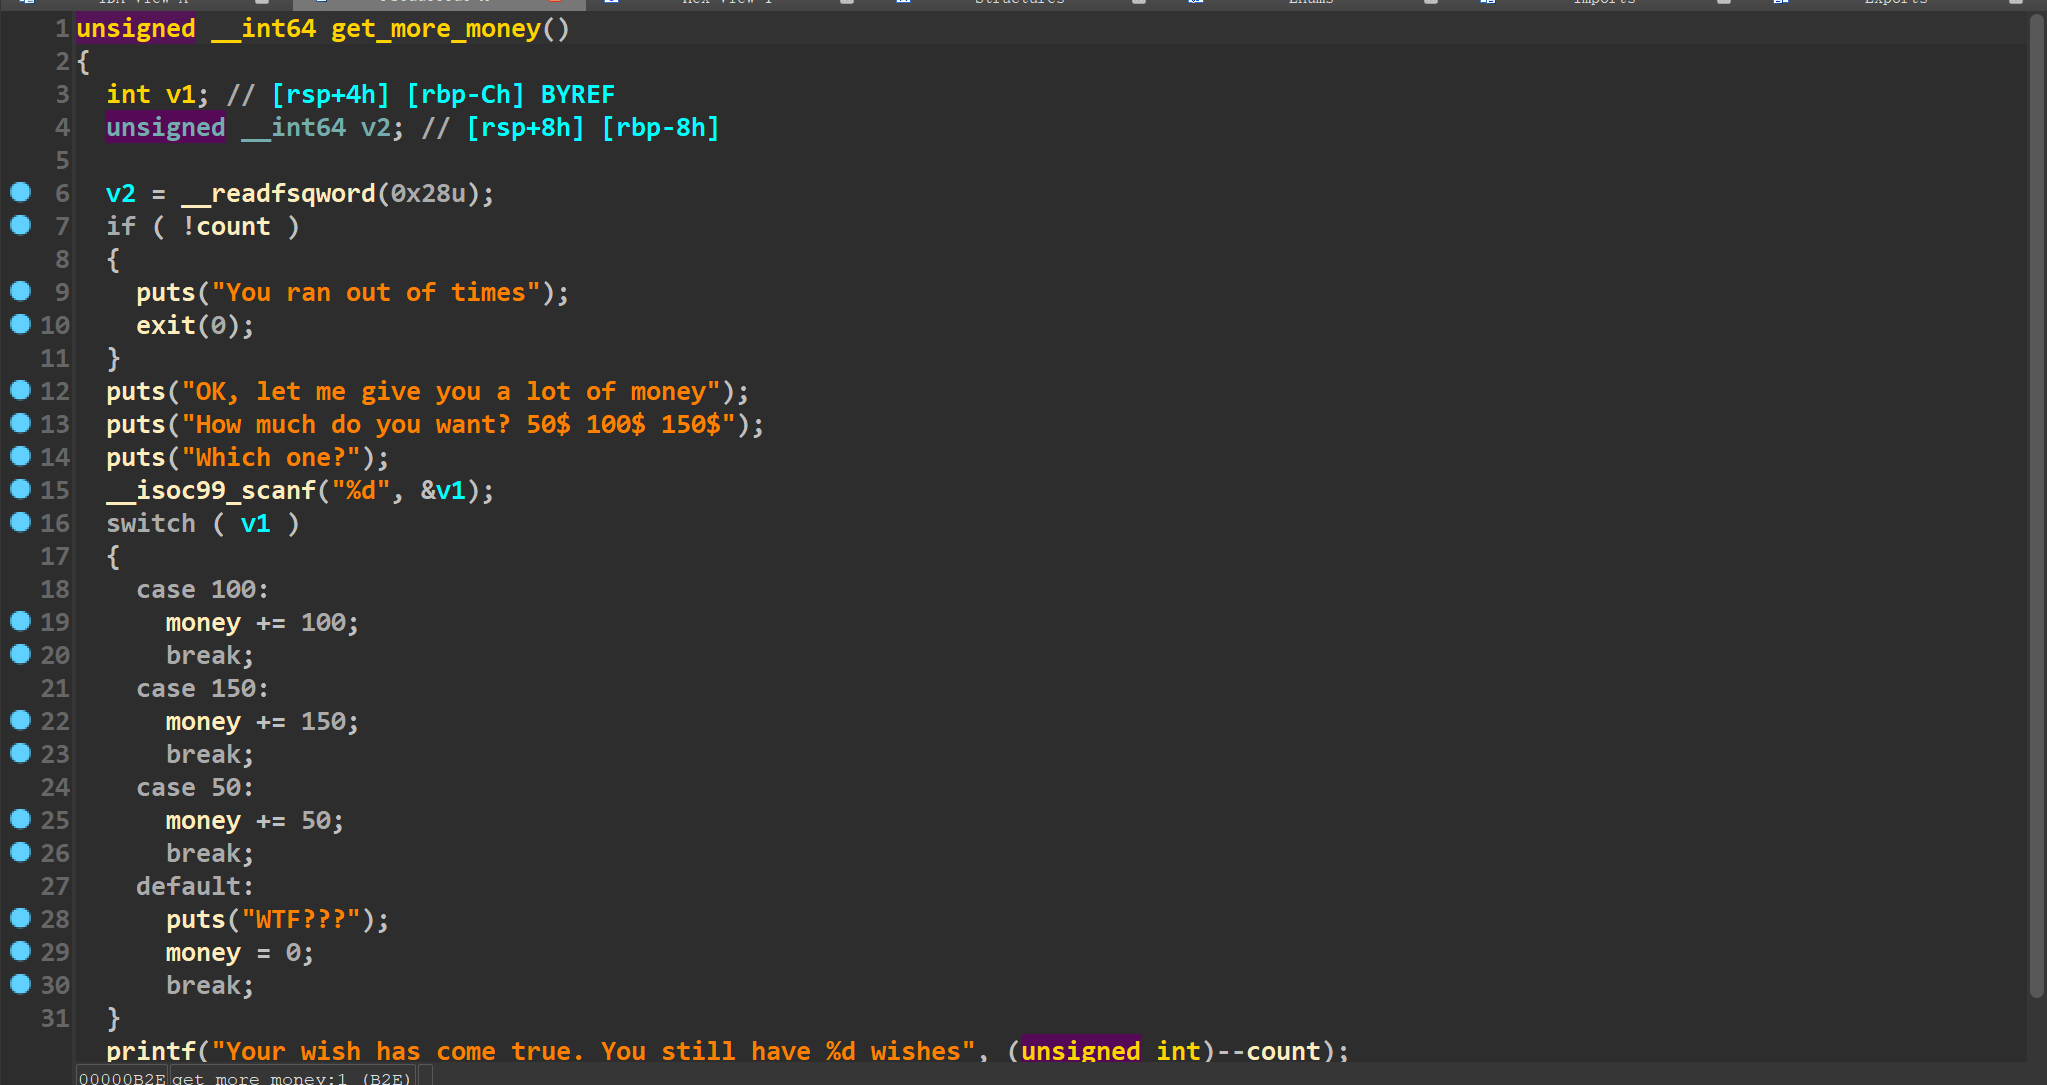 Structures
Enums
Imports
Exports
1 unsigned __int64 get_more_money()
2 {
3 int v1; // [rsp+4h] [rbp-Ch] BYREF
4 unsigned __int64 v2; // [rsp+8h] [rbp-8h]
5
6 v2 = __readfsqword(0x28u);
7 if ( !count )
8 {
9 puts("You ran out of times");
10 exit(0);
11 }
12 puts("OK, let me give you a lot of money");
13 puts("How much do you want? 50$ 100$ 150$");
14 puts("Which one?");
15 __isoc99_scanf("%d", &v1);
16 switch ( v1 )
17 {
18 case 100:
19 money += 100;
20 break;
21 case 150:
22 money += 150;
23 break;
24 case 50:
25 money += 50;
26 break;
27 default:
28 puts("WTF???");
29 money = 0;
30 break;
31 }
printf("Your wish has come true. You still have %d wishes", (unsigned int)--count);
00000B2E get_more_money:1 (B2E)